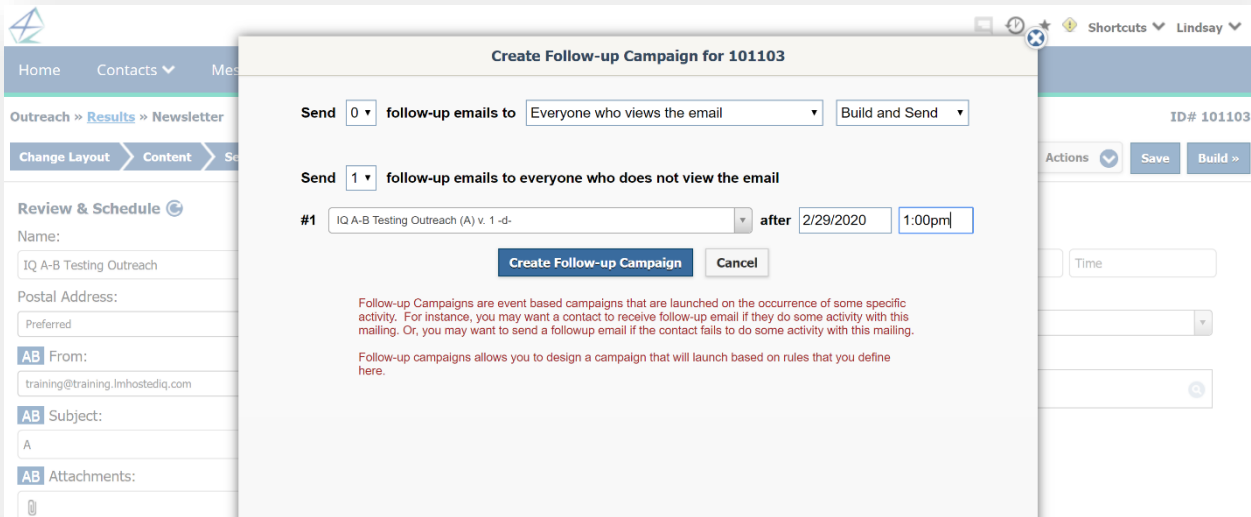 Shortcuts Lindsay
Create Follow-up Campaign for 101103
Home Contacts Mes
Outreach » Results » Newsletter
ID# 101103
Change Layout Content Se
Actions Save Build »
Send 0 follow-up emails to Everyone who views the email Build and Send
Send 1 follow-up emails to everyone who does not view the email
#1 IQ A-B Testing Outreach (A) v. 1 -d- after 2/29/2020 1:00pm
Create Follow-up Campaign Cancel
Follow-up Campaigns are event based campaigns that are launched on the occurrence of some specific
activity. For instance, you may want a contact to receive follow-up email if they do some activity with this
mailing. Or, you may want to send a followup email if the contact fails to do some activity with this mailing.
Follow-up campaigns allows you to design a campaign that will launch based on rules that you define
here.
Review & Schedule
Name:
IQ A-B Testing Outreach
Time
Postal Address:
Preferred
AB From:
training@training.lmhostediq.com
AB Subject:
A
AB Attachments: